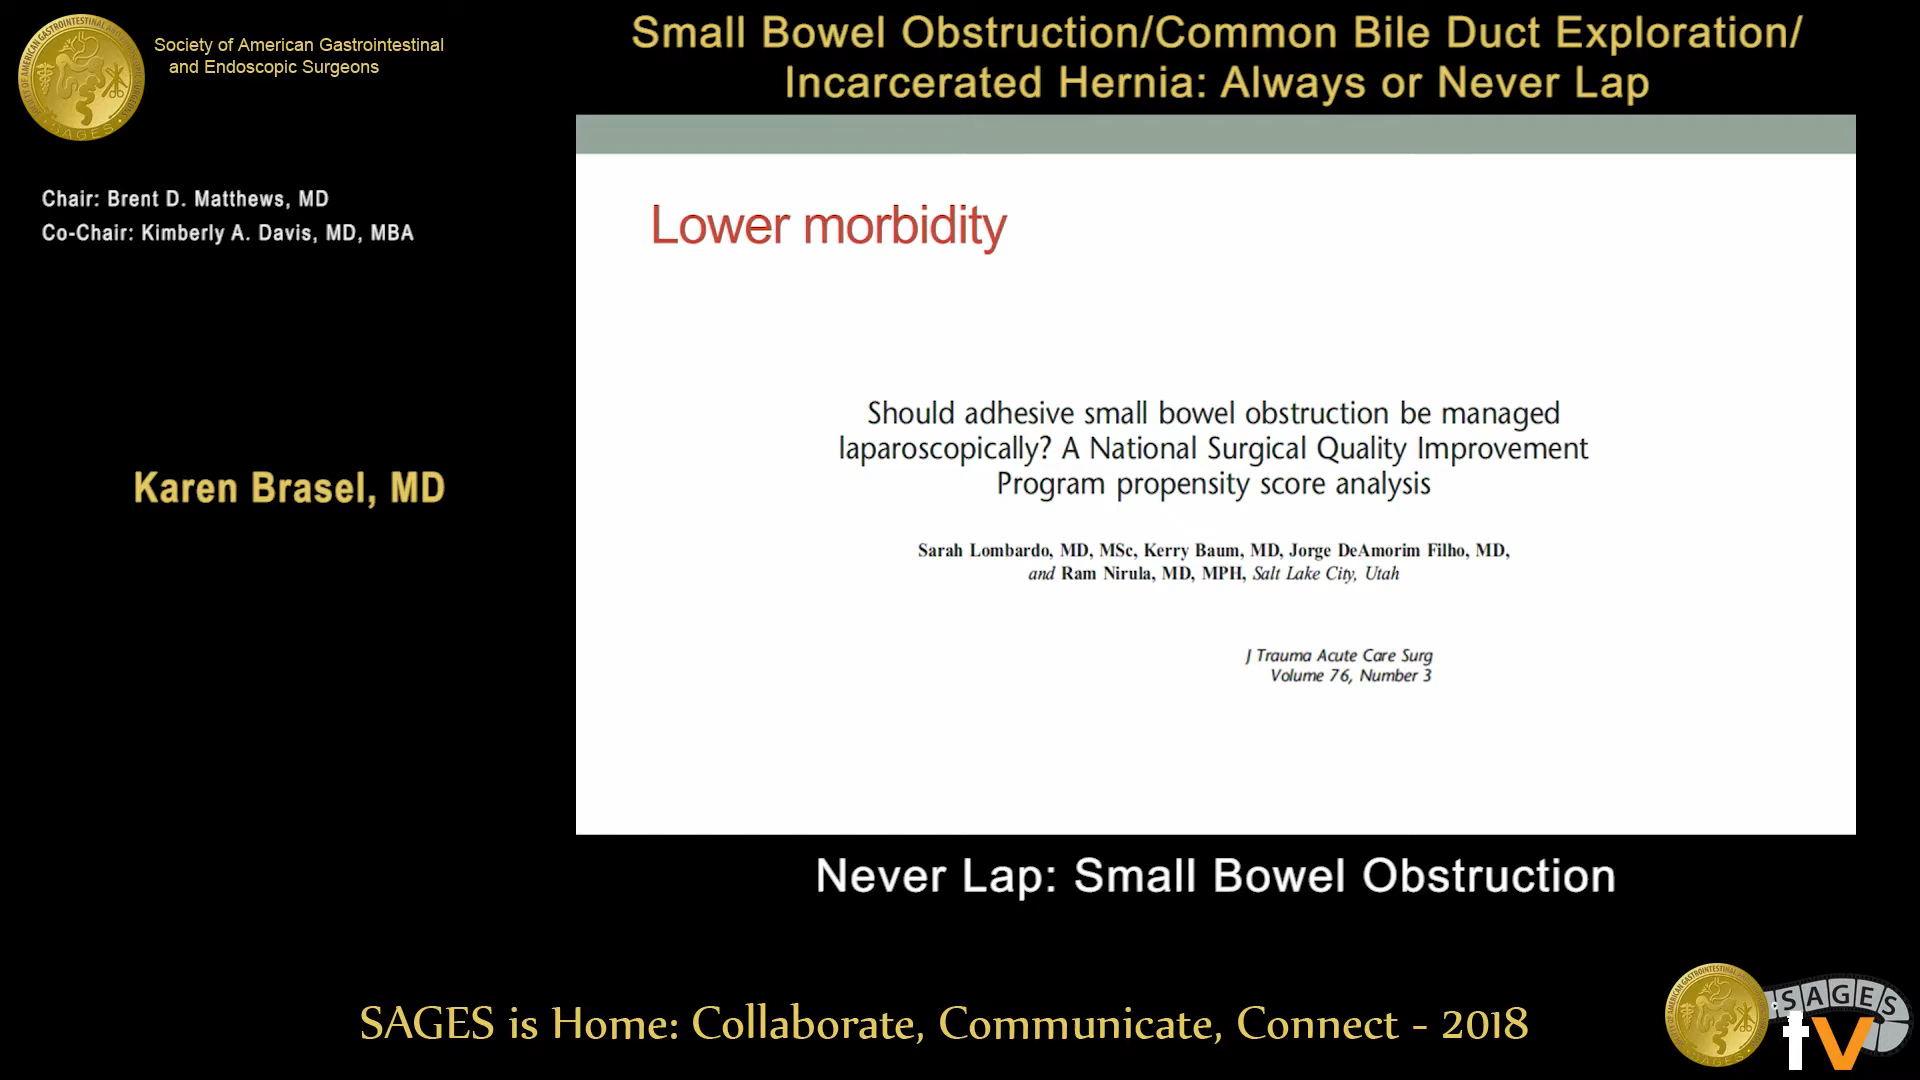 Society of American Gastrointestinal
and Endoscopic Surgeons
Small Bowel Obstruction/Common Bile Duct Exploration/
Incarcerated Hernia: Always or Never Lap
Chair: Brent D. Matthews, MD
Co-Chair: Kimberly A. Davis, MD, MBA
Karen Brasel, MD
Lower morbidity
Should adhesive small bowel obstruction be managed
laparoscopically? A National Surgical Quality Improvement
Program propensity score analysis
Sarah Lombardo, MD, MSc, Kerry Baum, MD, Jorge DeAmorim Filho, MD,
and Ram Nirula, MD, MPH, Salt Lake City, Utah
J Trauma Acute Care Surg
Volume 76, Number 3
Never Lap: Small Bowel Obstruction
SAGES is Home: Collaborate, Communicate, Connect - 2018
SAGES
tv